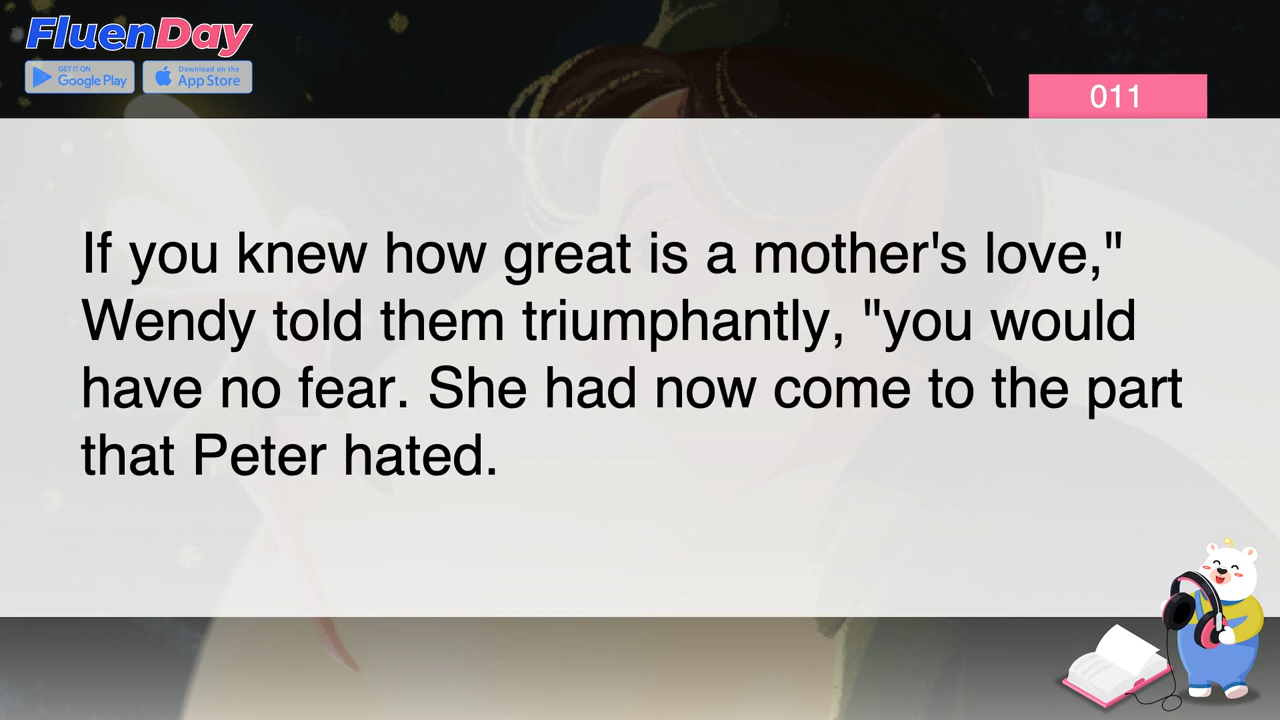 FluenDay
GET IT ON
Google Play
Download on the
App Store
011
If you knew how great is a mother's love,"
Wendy told them triumphantly, "you would
have no fear. She had now come to the part
that Peter hated.